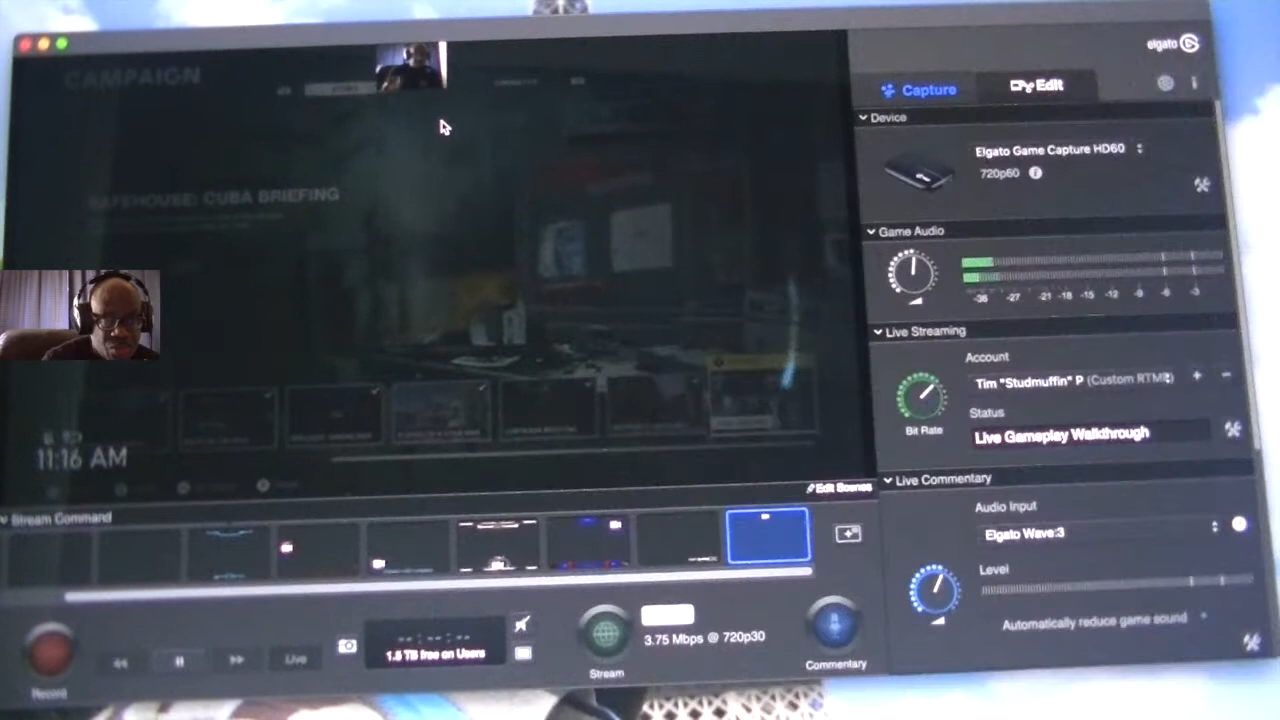 elgato
CAMPAIGN
Capture
Edit
Device
Elgato Game Capture HD60
720p60
SAFEHOUSE: CUBA BRIEFING
Game Audio
-36 -27 -21 -18 -15 -12 -9 -6 -3
Live Streaming
Account
Tim "Studmuffin" P (Custom RTMP)
Status
Bit Rate
Live Gameplay Walkthrough
11:16 AM
Edit Scenes
Live Commentary
Stream Command
Audio Input
Elgato Wave:3
Level
Automatically reduce game sound
3.75 Mbps @ 720p30
1.5 TB free on Users
Live
Record
Stream
Commentary